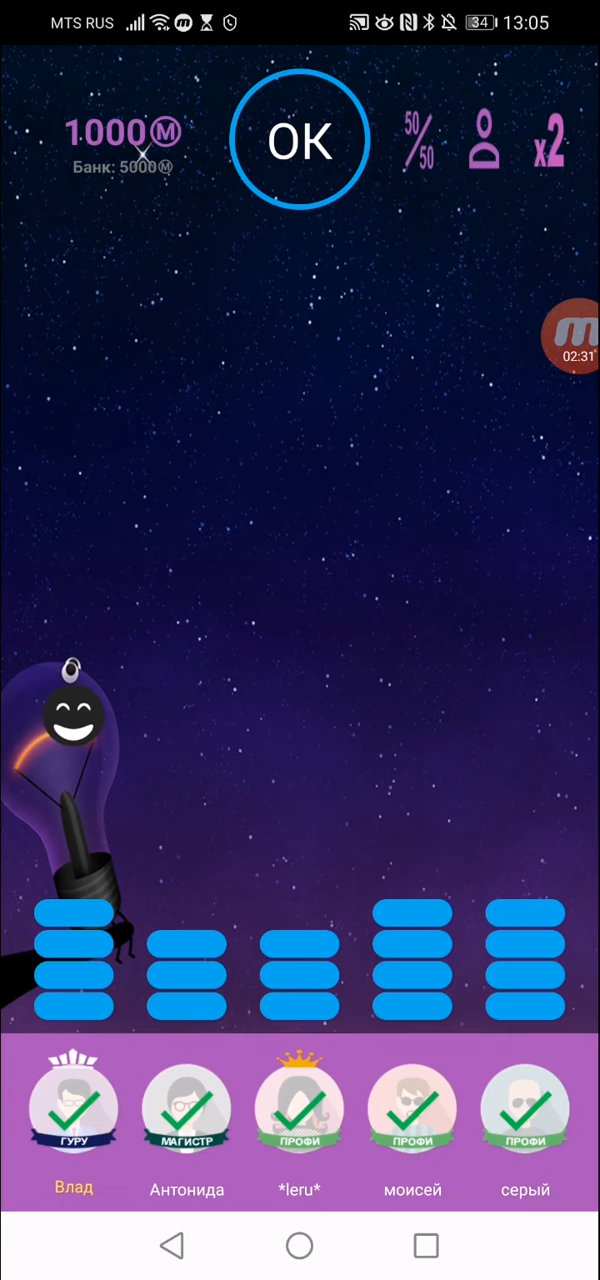 MTS RUS 34 13:05
1000Ⓜ
Банк: 5000Ⓜ
OK
50/50
x2
02:31
ГУРУ МАГИСТР ПРОФИ ПРОФИ ПРОФИ
Влад Антонида *leru* моисей серый